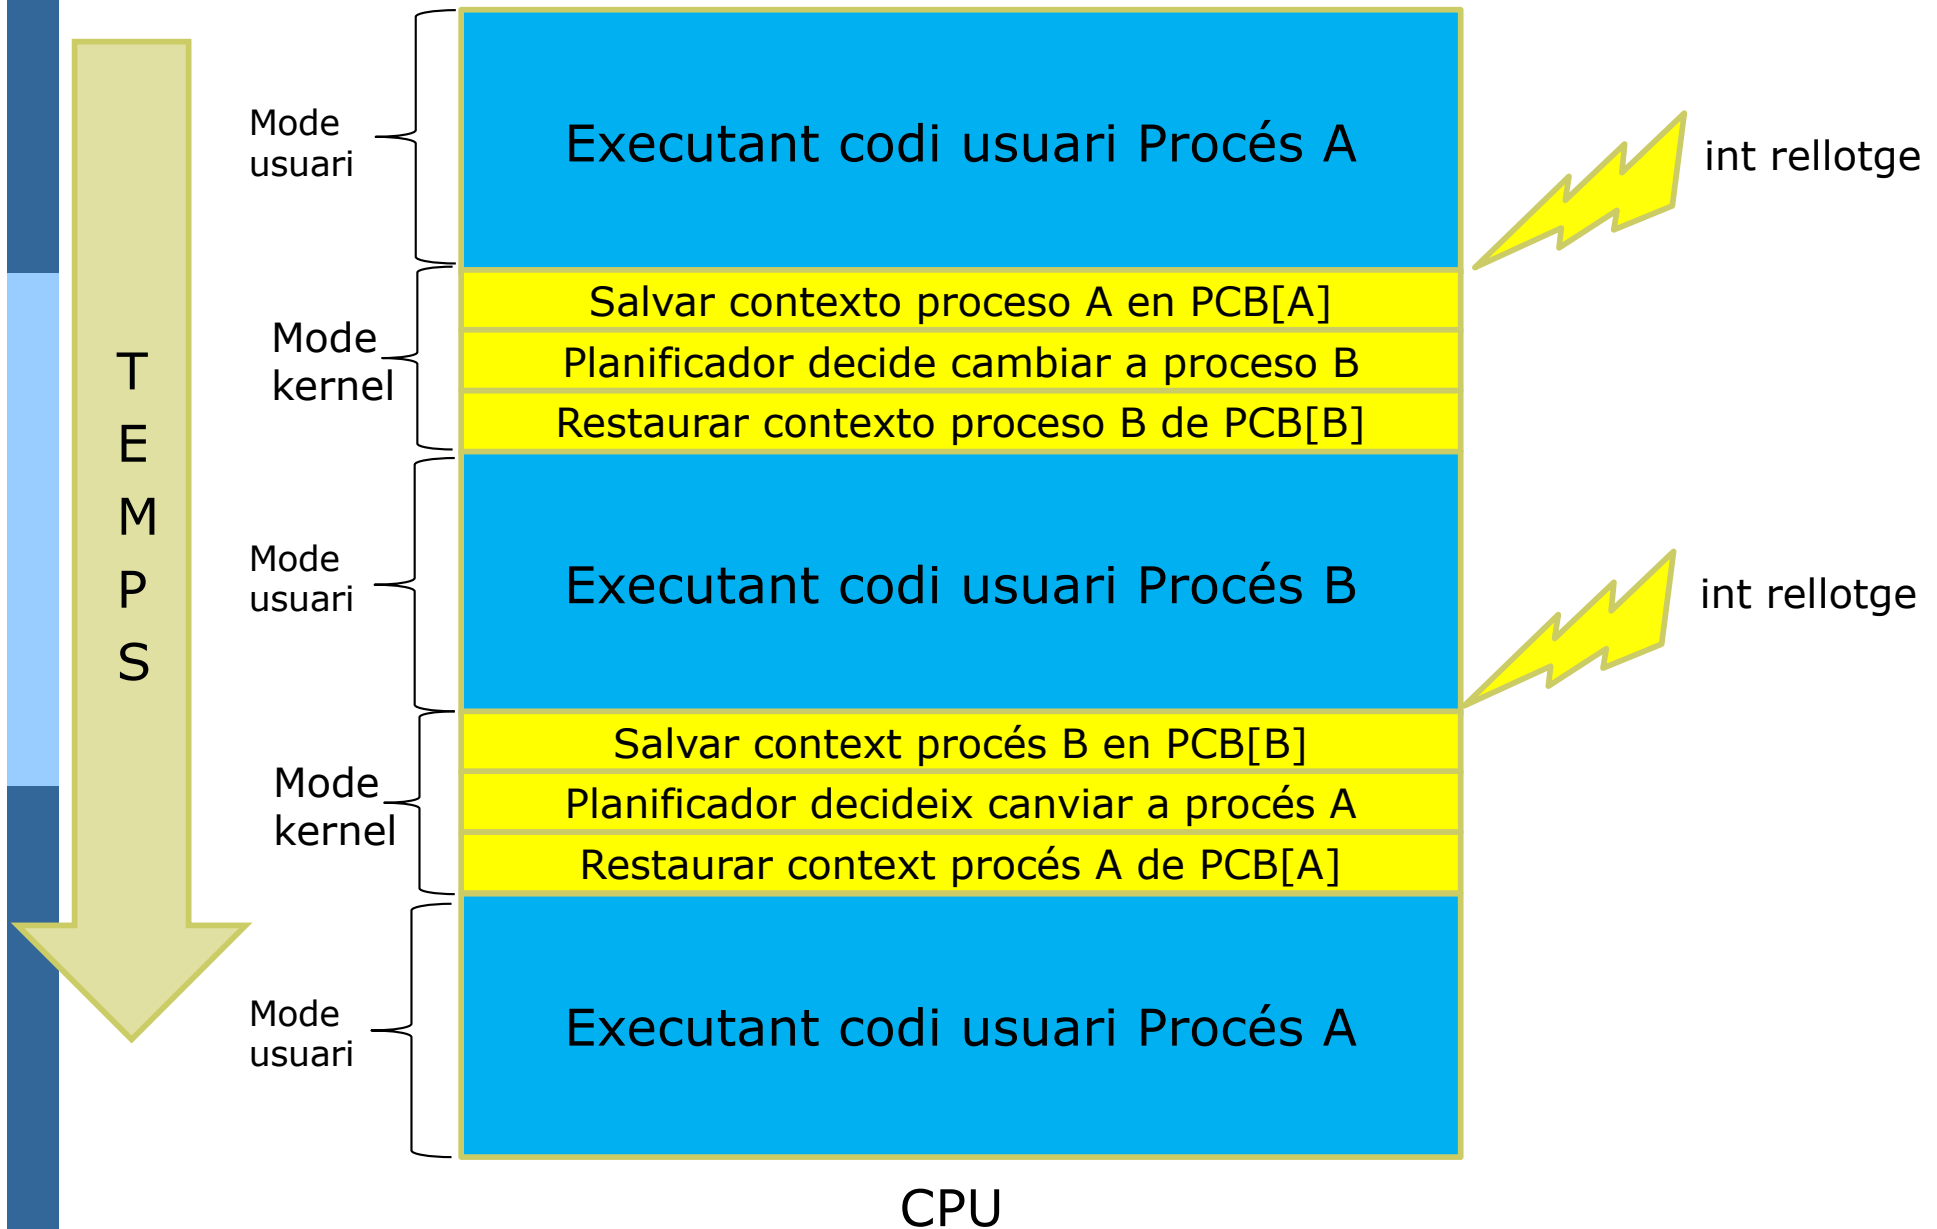 Mode
usuari
Executant codi usuari Procés A
int rellotge
Salvar contexto proceso A en PCB[A]
Mode
kernel
Planificador decide cambiar a proceso B
Restaurar contexto proceso B de PCB[B]
T
E
M
P
S
Mode
usuari
Executant codi usuari Procés B
int rellotge
Salvar context procés B en PCB[B]
Mode
kernel
Planificador decideix canviar a procés A
Restaurar context procés A de PCB[A]
Mode
usuari
Executant codi usuari Procés A
CPU